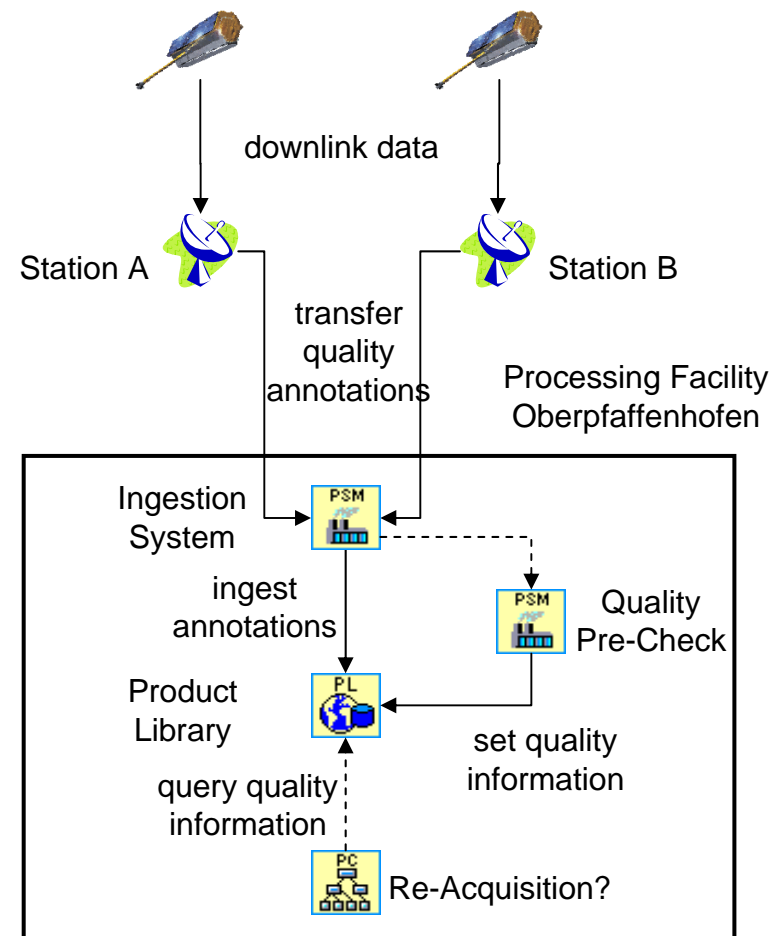 downlink data
Station A
Station B
transfer
quality
annotations
Processing Facility
Oberpfaffenhofen
Ingestion
System
PSM
ingest
annotations
PSM
Quality
Pre-Check
Product
Library
PL
set quality
information
query quality
information
PC
Re-Acquisition?